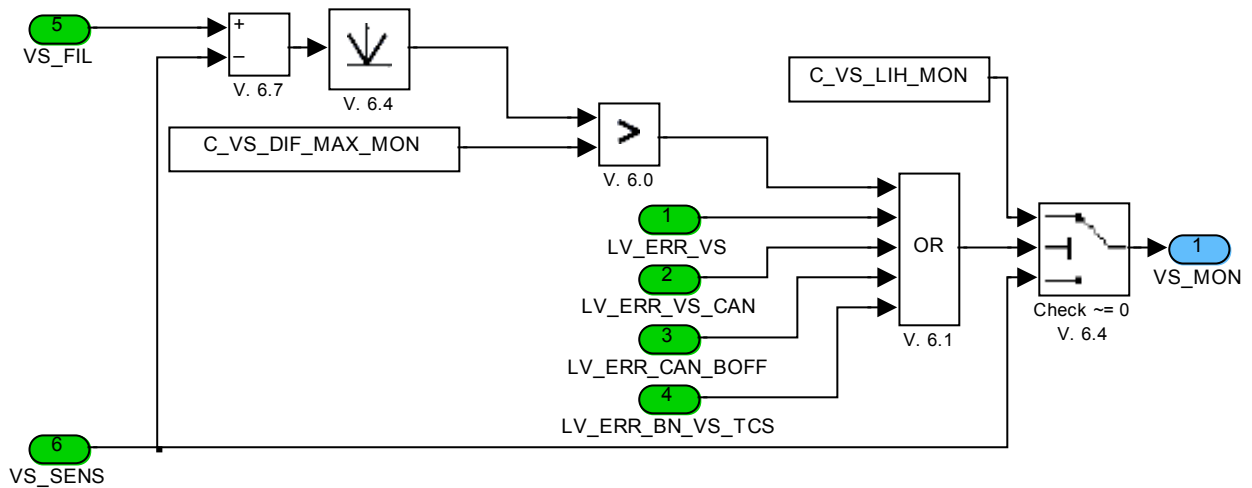 5
VS_FIL
+
−
V. 6.7
V. 6.4
C_VS_LIH_MON
C_VS_DIF_MAX_MON
>
V. 6.0
1
LV_ERR_VS
2
LV_ERR_VS_CAN
3
LV_ERR_CAN_BOFF
4
LV_ERR_BN_VS_TCS
OR
V. 6.1
Check ~= 0
V. 6.4
1
VS_MON
6
VS_SENS